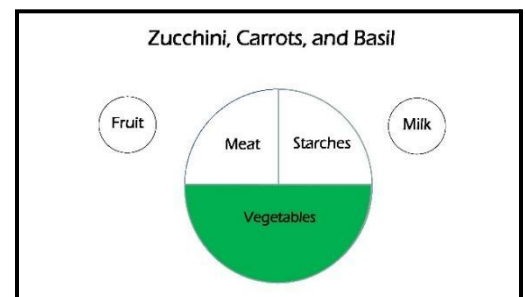 Zucchini, Carrots, and Basil
Fruit
Milk
Meat
Starches
Vegetables